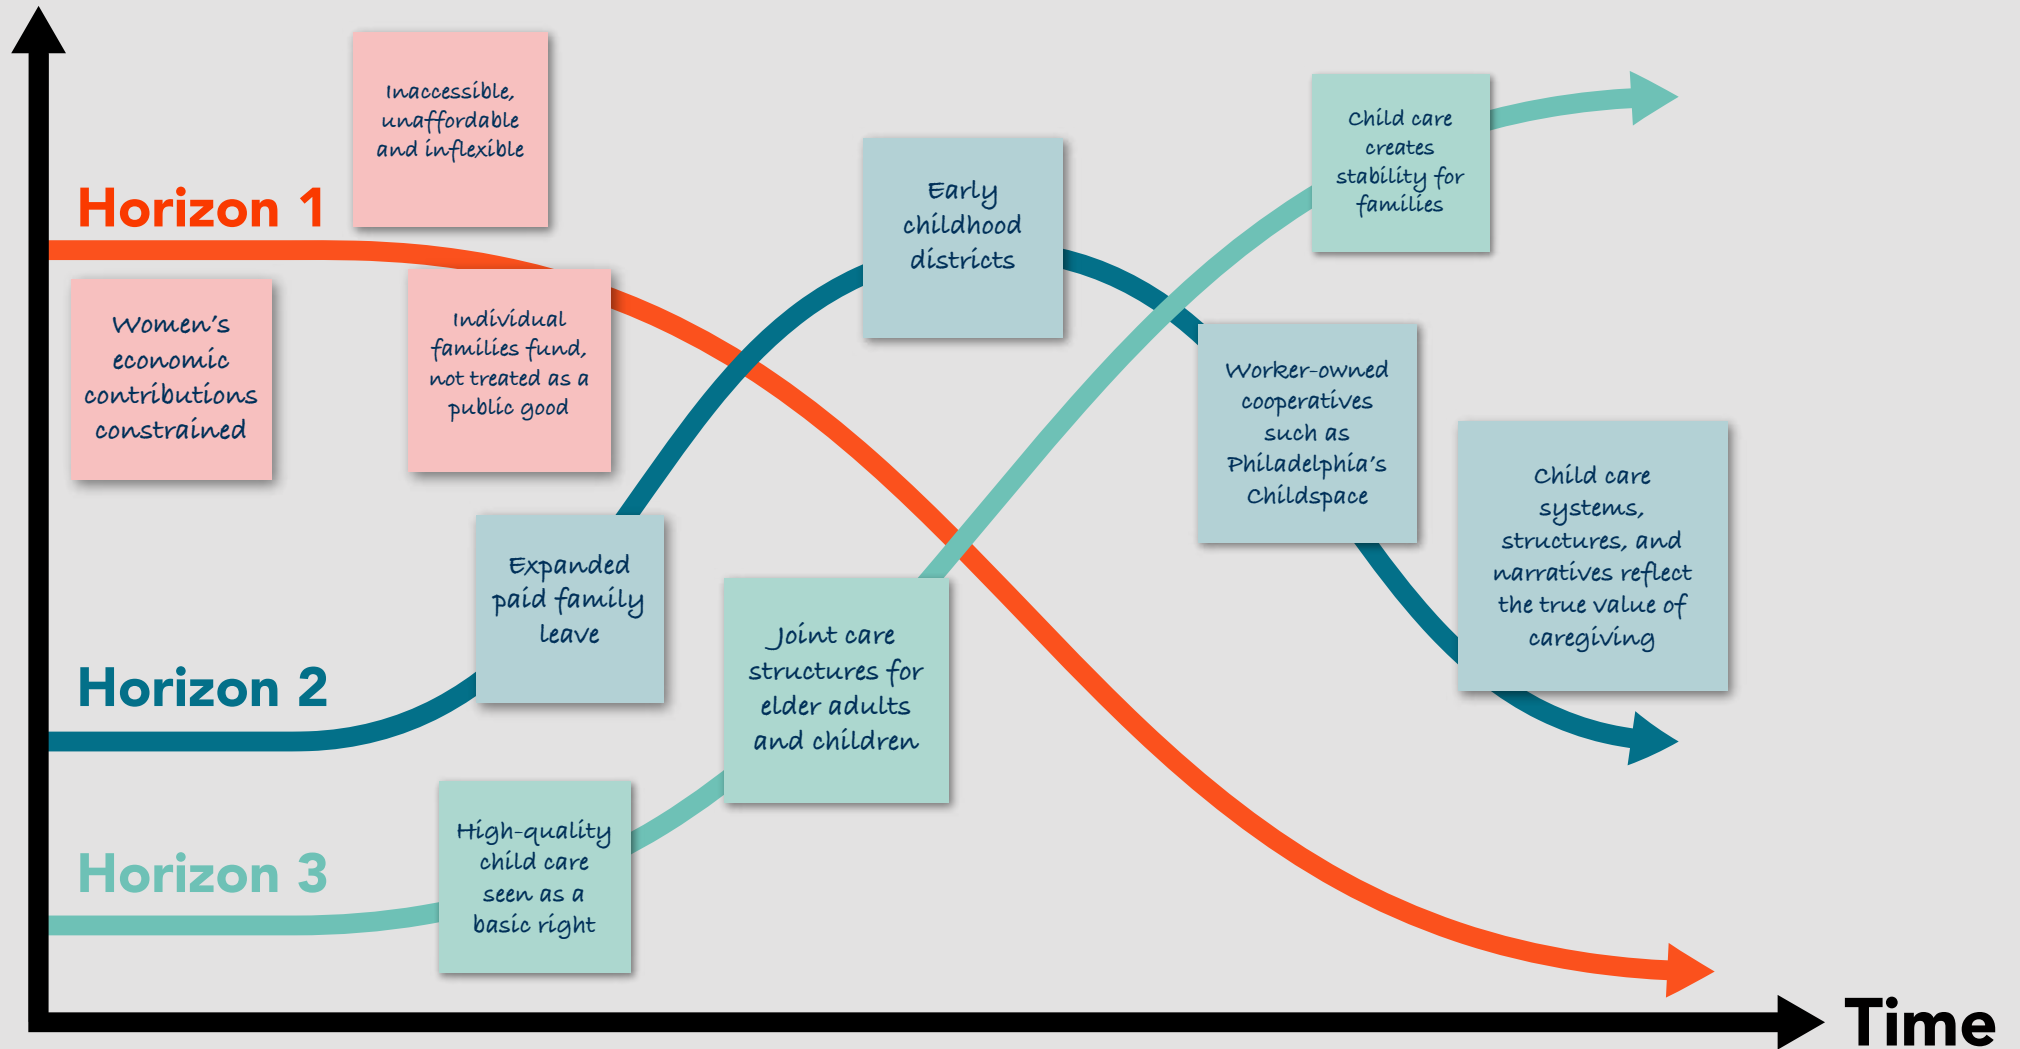 Inaccessible,
unaffordable
and inflexible
Horizon 1
Women's
economic
contributions
constrained
Individual
families fund,
not treated as a
public good
Early
childhood
districts
Child care
creates
stability for
families
Worker-owned
cooperatives
such as
Philadelphia's
Childspace
Child care
systems,
structures, and
narratives reflect
the true value of
caregiving
Horizon 2
Expanded
paid family
leave
Joint care
structures for
elder adults
and children
Horizon 3
High-quality
child care
seen as a
basic right
Time